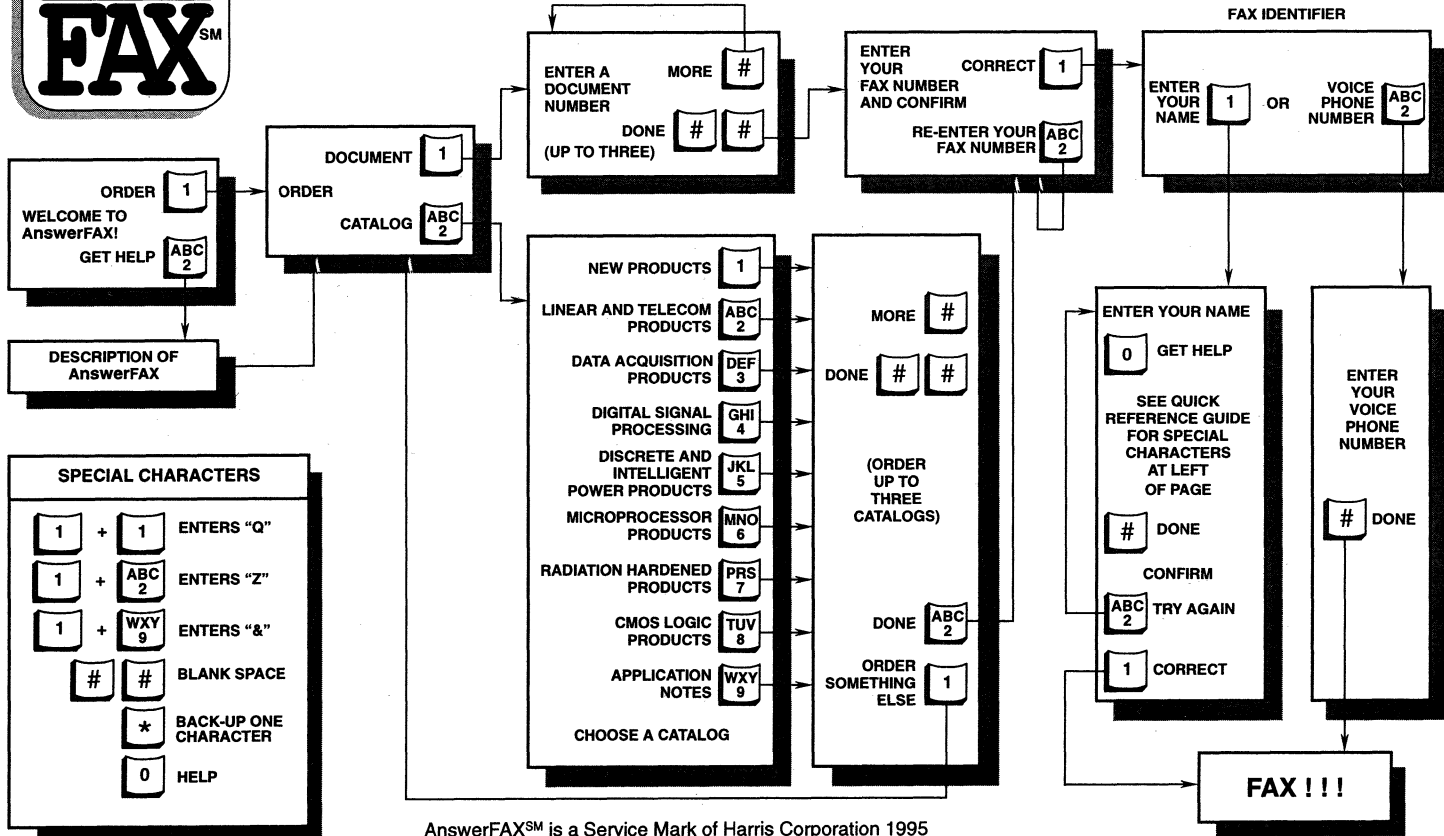 FAX SM
ORDER 1
WELCOME TO
AnswerFAX!
GET HELP ABC 2
DESCRIPTION OF
AnswerFAX
DOCUMENT 1
ORDER
CATALOG ABC 2
ENTER A
DOCUMENT
NUMBER
MORE #
DONE # #
(UP TO THREE)
ENTER
YOUR
FAX NUMBER
AND CONFIRM
CORRECT 1
RE-ENTER YOUR
FAX NUMBER
ABC 2
FAX IDENTIFIER
ENTER
YOUR
NAME
1
OR
VOICE
PHONE
NUMBER
ABC 2
NEW PRODUCTS 1
LINEAR AND TELECOM
PRODUCTS
ABC 2
DATA ACQUISITION
PRODUCTS
DEF 3
DIGITAL SIGNAL
PROCESSING
GHI 4
DISCRETE AND
INTELLIGENT
POWER PRODUCTS
JKL 5
MICROPROCESSOR
PRODUCTS
MNO 6
RADIATION HARDENED
PRODUCTS
PRS 7
CMOS LOGIC
PRODUCTS
TUV 8
APPLICATION
NOTES
WXY 9
CHOOSE A CATALOG
MORE #
DONE # #
(ORDER
UP TO
THREE
CATALOGS)
DONE ABC 2
ORDER
SOMETHING
ELSE
1
ENTER YOUR NAME
0 GET HELP
SEE QUICK
REFERENCE GUIDE
FOR SPECIAL
CHARACTERS
AT LEFT
OF PAGE
# DONE
CONFIRM
ABC 2 TRY AGAIN
1 CORRECT
ENTER
YOUR
VOICE
PHONE
NUMBER
# DONE
FAX ! ! !
SPECIAL CHARACTERS
1 + 1 ENTERS “Q”
1 + ABC 2 ENTERS “Z”
1 + WXY 9 ENTERS “&”
# # BLANK SPACE
* BACK-UP ONE
CHARACTER
0 HELP
AnswerFAX SM is a Service Mark of Harris Corporation 1995